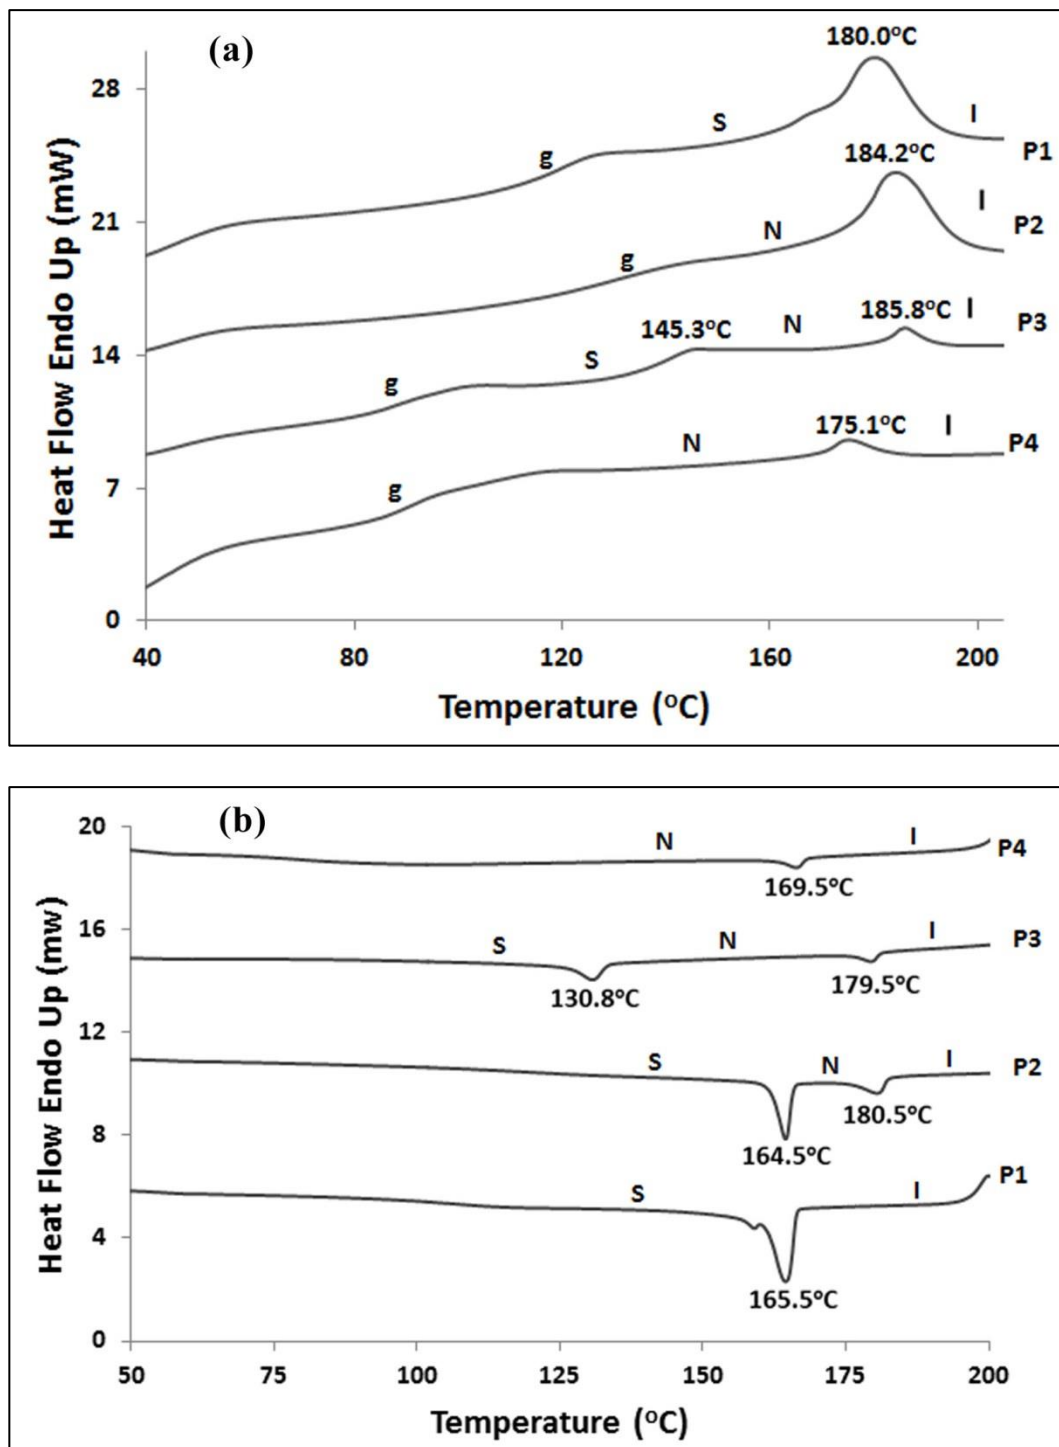 (a)
180.0°C
28
S
I
g
P1
184.2°C
21
I
P2
N
g
185.8°C
I
P3
145.3°C
N
14
S
g
175.1°C
I
P4
N
7
g
0
40 80 120 160 200
Heat Flow Endo Up (mW)
Temperature (°C)
(b)
20
N
I
P4
169.5°C
16
S
N
I
P3
130.8°C
179.5°C
12
S
N
I
P2
180.5°C
8
164.5°C
S
I
P1
4
165.5°C
0
50 75 100 125 150 175 200
Heat Flow Endo Up (mw)
Temperature (°C)